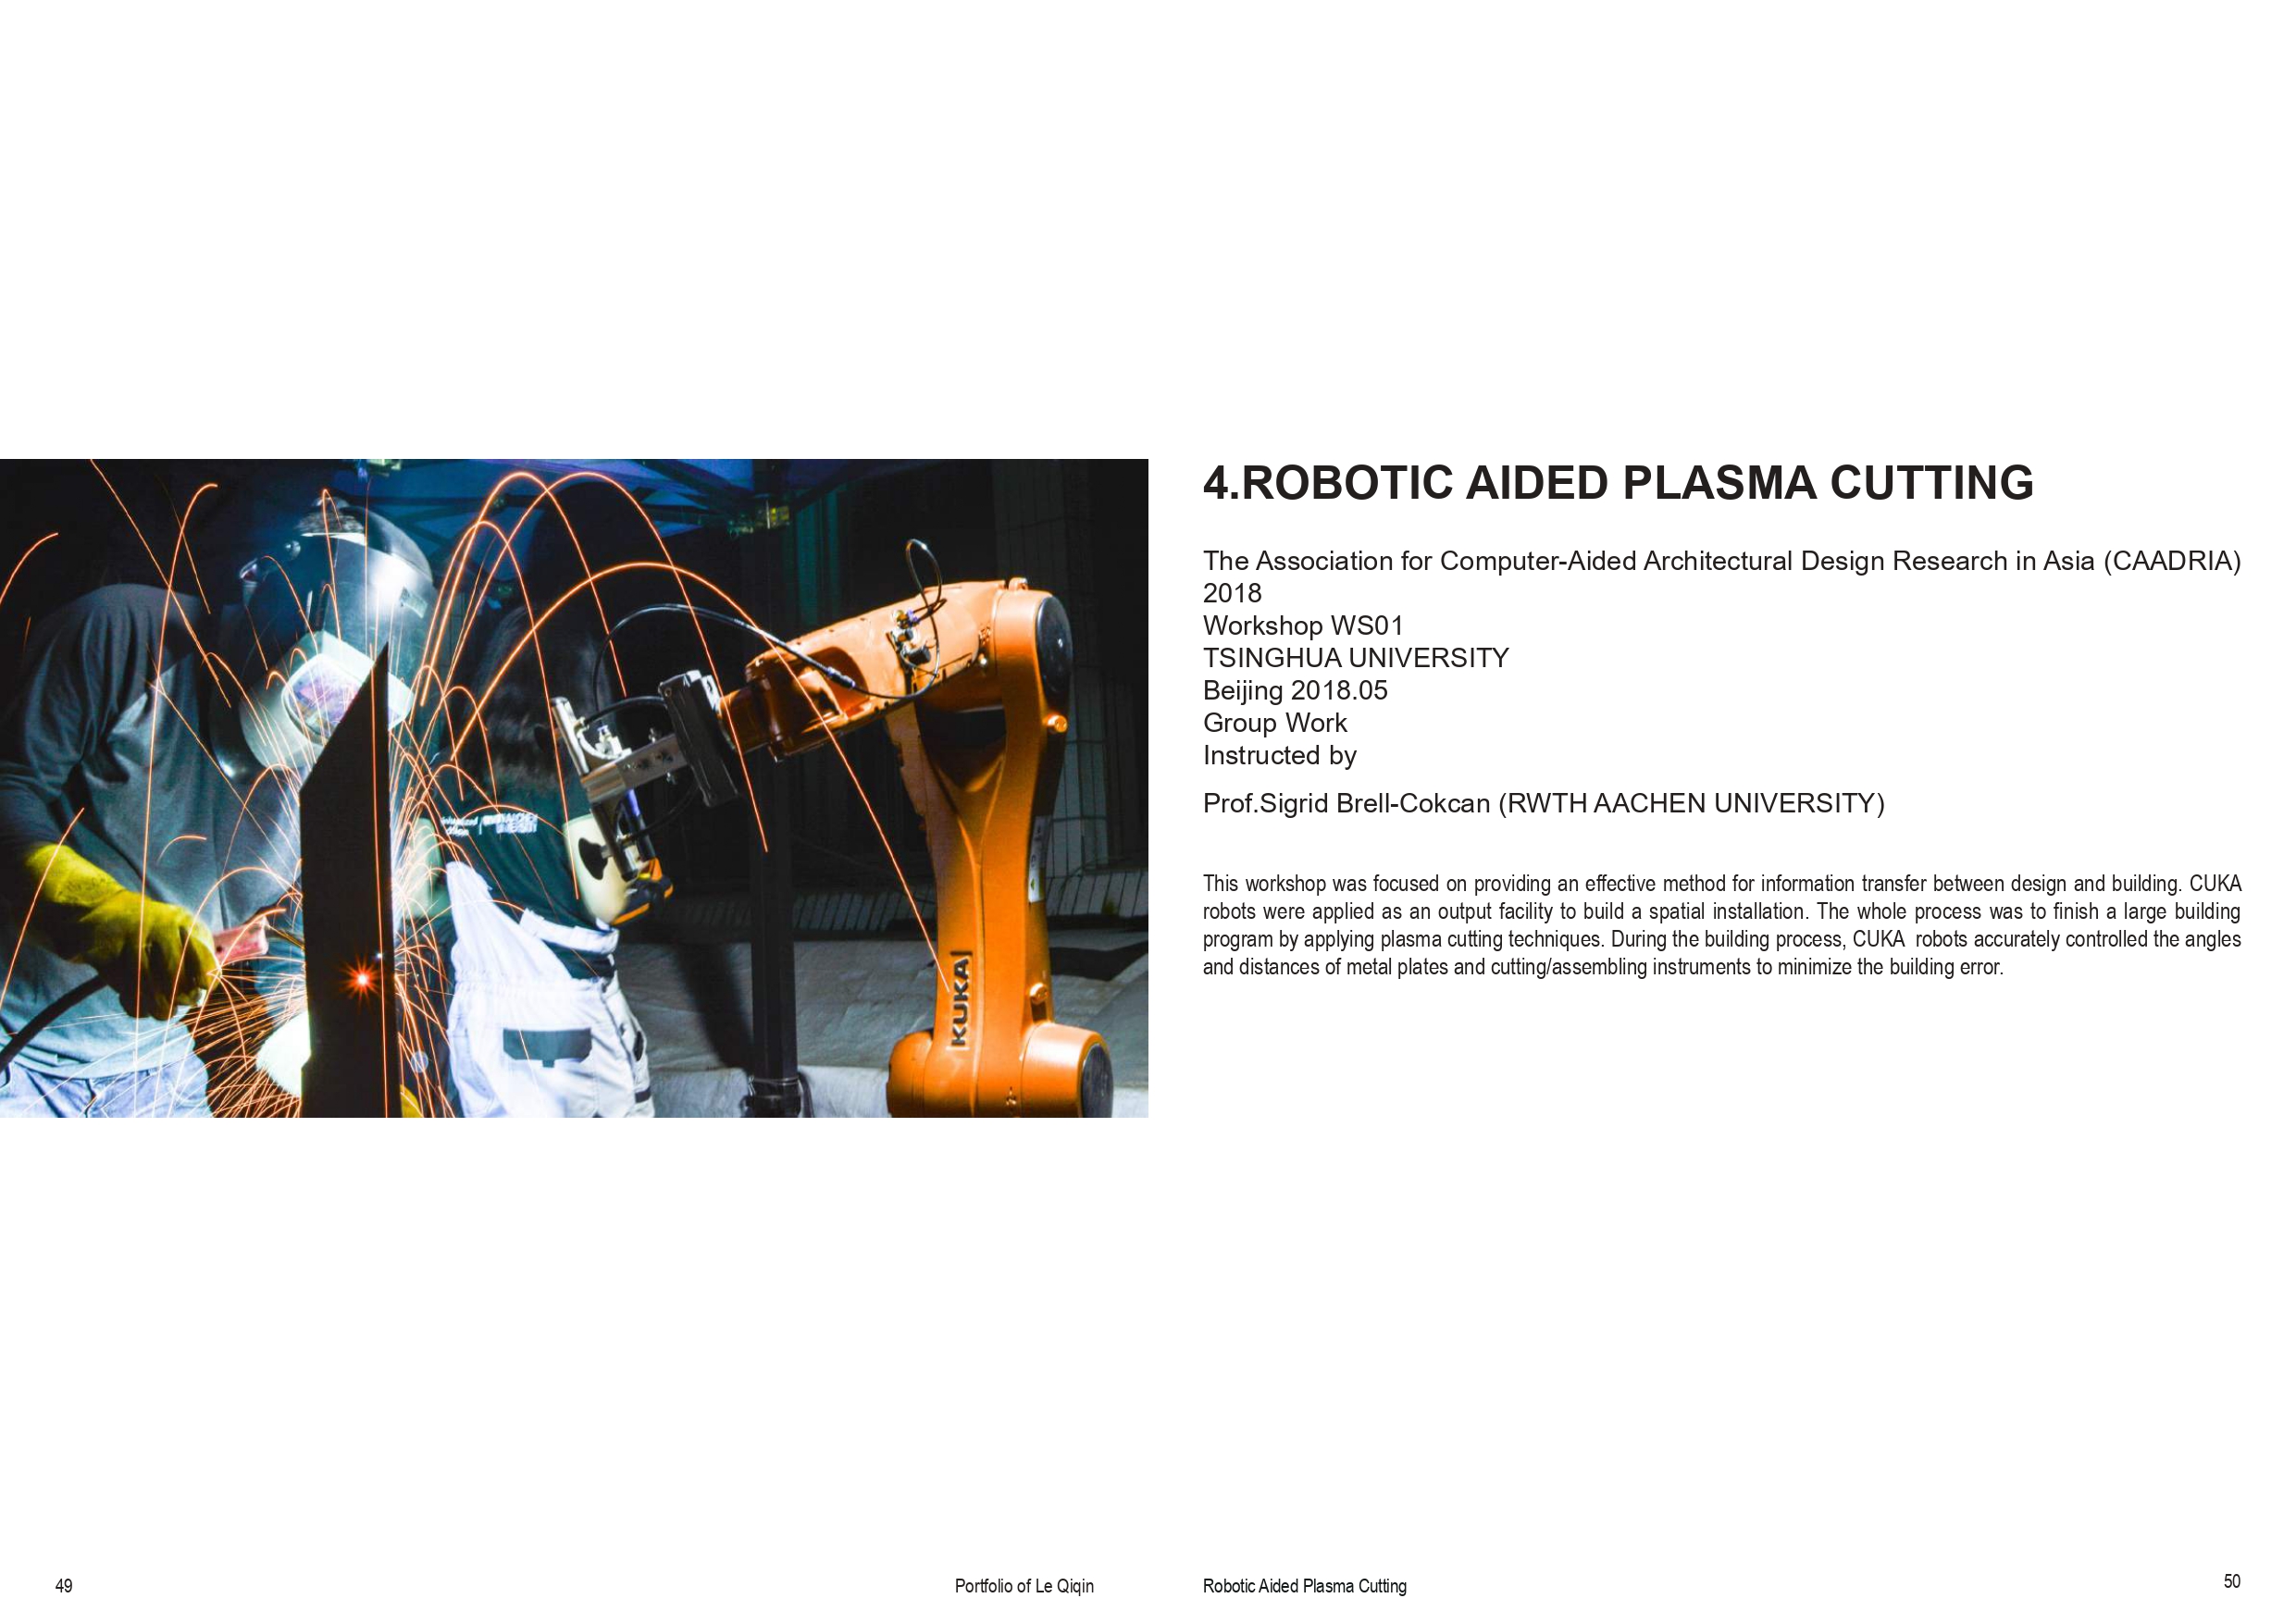 KUKA
4.ROBOTIC AIDED PLASMA CUTTING
The Association for Computer-Aided Architectural Design Research in Asia (CAADRIA)
2018
Workshop WS01
TSINGHUA UNIVERSITY
Beijing 2018.05
Group Work
Instructed by
Prof.Sigrid Brell-Cokcan (RWTH AACHEN UNIVERSITY)
This workshop was focused on providing an effective method for information transfer between design and building. CUKA
robots were applied as an output facility to build a spatial installation. The whole process was to finish a large building
program by applying plasma cutting techniques. During the building process, CUKA robots accurately controlled the angles
and distances of metal plates and cutting/assembling instruments to minimize the building error.
49
Portfolio of Le Qiqin
Robotic Aided Plasma Cutting
50